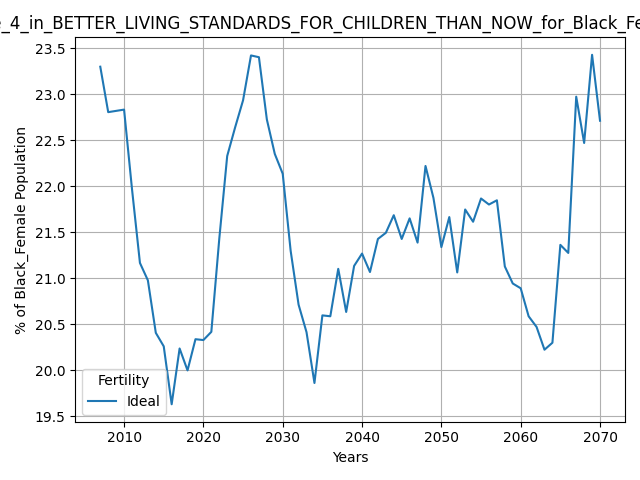 _4_in_BETTER_LIVING_STANDARDS_FOR_CHILDREN_THAN_NOW_for_Black_Fe
23.5
23.0
22.5
22.0
21.5
21.0
20.5
20.0
19.5
% of Black_Female Population
Fertility
Ideal
2010 2020 2030 2040 2050 2060 2070
Years